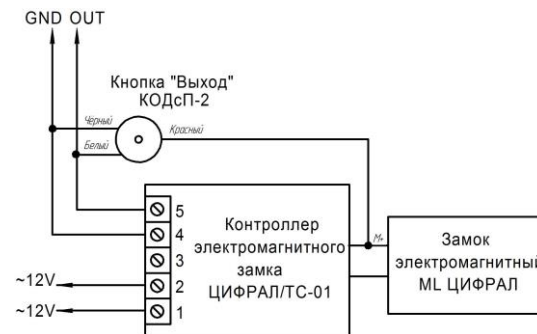 GND OUT
Кнопка "Выход"
КОДсП-2
Чёрный
Красный
Белый
5
4
3
2
1
~12V
~12V
Контроллер
электромагнитного
замка
ЦИФРАЛ/ТС-01
М+
Замок
электромагнитный
ML ЦИФРАЛ